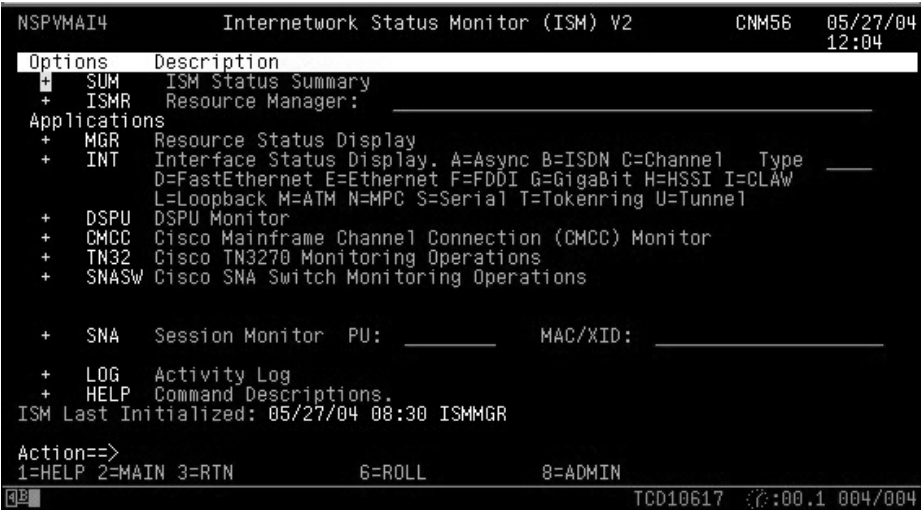 NSPVMAI4 Internetwork Status Monitor (ISM) V2 CNM56 05/27/04
12:04
Options Description
+ SUM ISM Status Summary
+ ISMR Resource Manager:
Applications
+ MGR Resource Status Display
+ INT Interface Status Display. A=Async B=ISDN C=Channel Type
D=FastEthernet E=Ethernet F=FDDI G=GigaBit H=HSSI I=CLAW
L=Loopback M=ATM N=MPC S=Serial T=Tokenring U=Tunnel
+ DSPU DSPU Monitor
+ CMCC Cisco Mainframe Channel Connection (CMCC) Monitor
+ TN32 Cisco TN3270 Monitoring Operations
+ SNASW Cisco SNA Switch Monitoring Operations
+ SNA Session Monitor PU: MAC/XID:
+ LOG Activity Log
+ HELP Command Descriptions.
ISM Last Initialized: 05/27/04 08:30 ISMMGR
Action==>
1=HELP 2=MAIN 3=RTN 6=ROLL 8=ADMIN
B TCD10617 :00.1 004/004